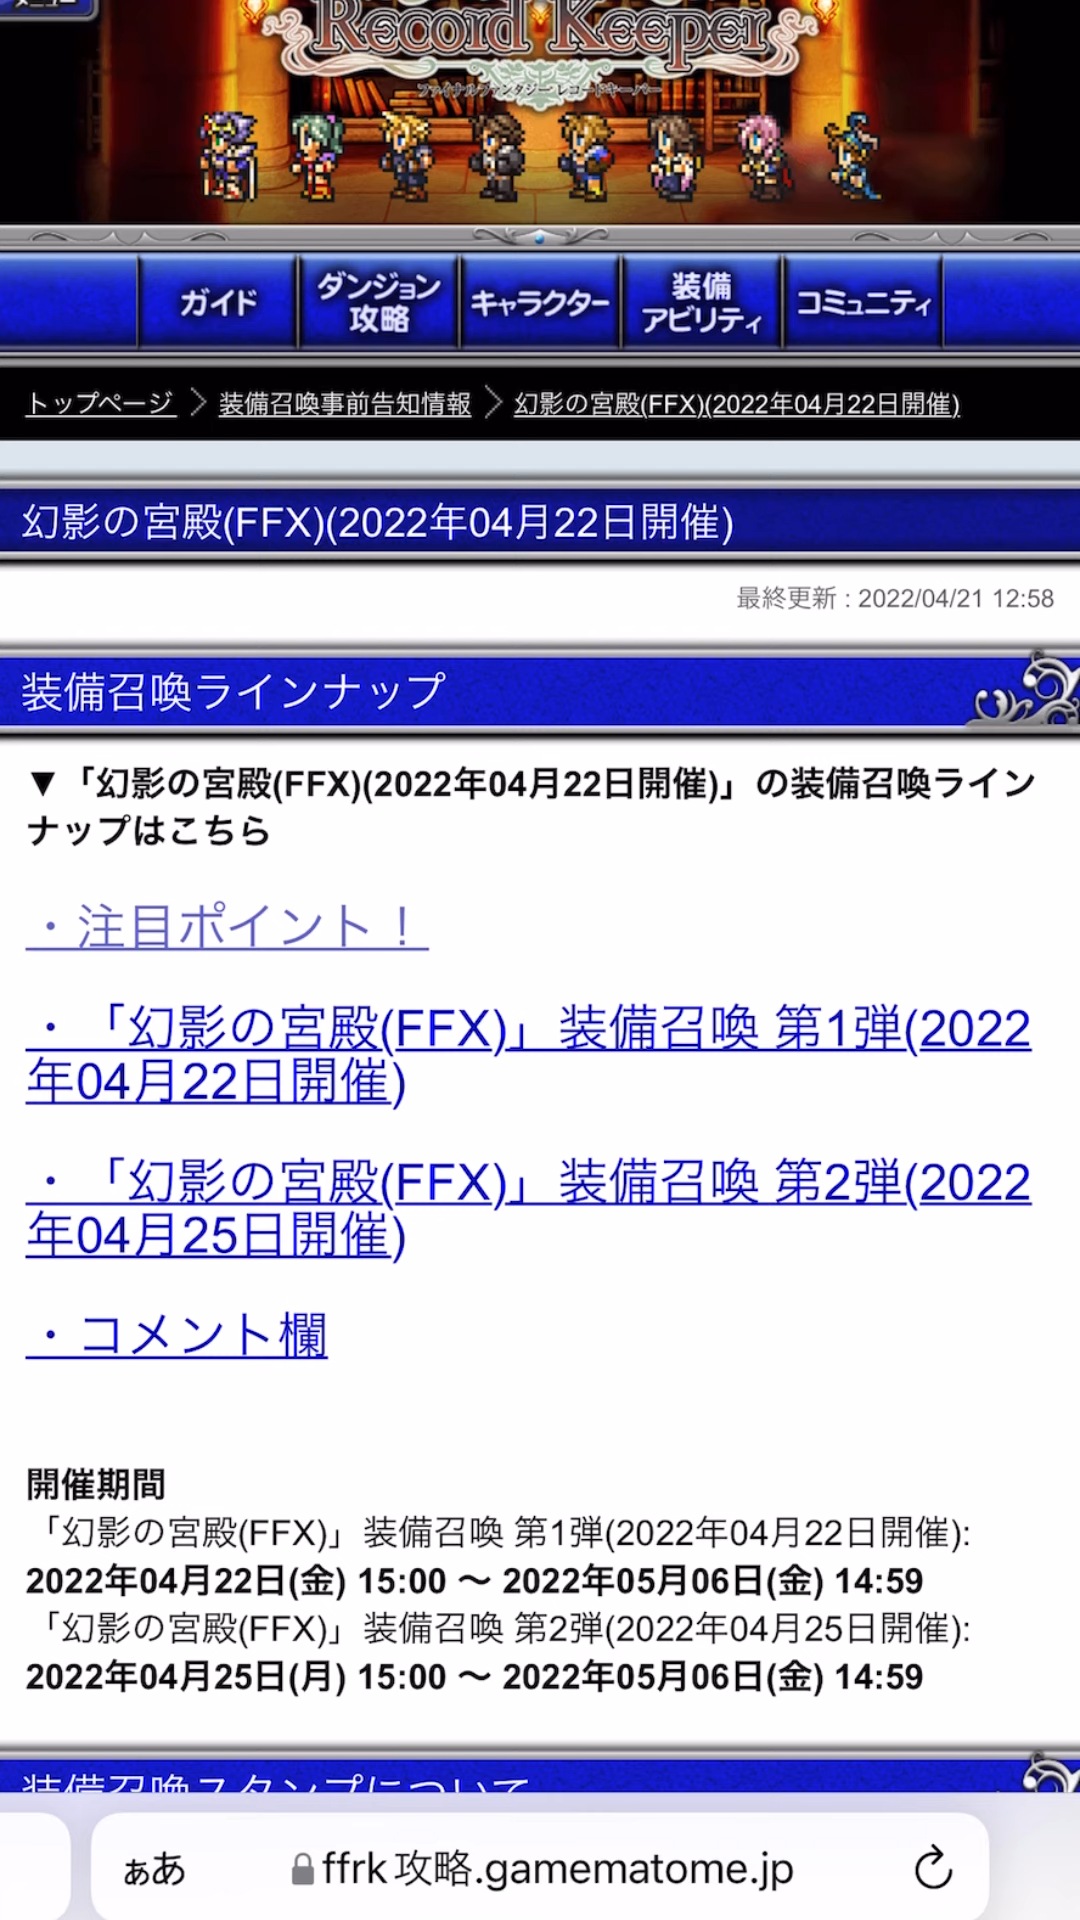 メニュー
Record Keeper
ファイナルファンタジー レコードキーパー
ガイド
ダンジョン
攻略
キャラクター
装備
アビリティ
コミュニティ
トップページ
装備召喚事前告知情報
幻影の宮殿(FFX)(2022年04月22日開催)
幻影の宮殿(FFX)(2022年04月22日開催)
最終更新 : 2022/04/21 12:58
装備召喚ラインナップ
▼「幻影の宮殿(FFX)(2022年04月22日開催)」の装備召喚ライン
ナップはこちら
・注目ポイント！
・「幻影の宮殿(FFX)」装備召喚 第1弾(2022
年04月22日開催)
・「幻影の宮殿(FFX)」装備召喚 第2弾(2022
年04月25日開催)
・コメント欄
開催期間
「幻影の宮殿(FFX)」装備召喚 第1弾(2022年04月22日開催):
2022年04月22日(金) 15:00 〜 2022年05月06日(金) 14:59
「幻影の宮殿(FFX)」装備召喚 第2弾(2022年04月25日開催):
2022年04月25日(月) 15:00 〜 2022年05月06日(金) 14:59
装備召喚スタンプについて
ぁあ
ffrk攻略.gamematome.jp